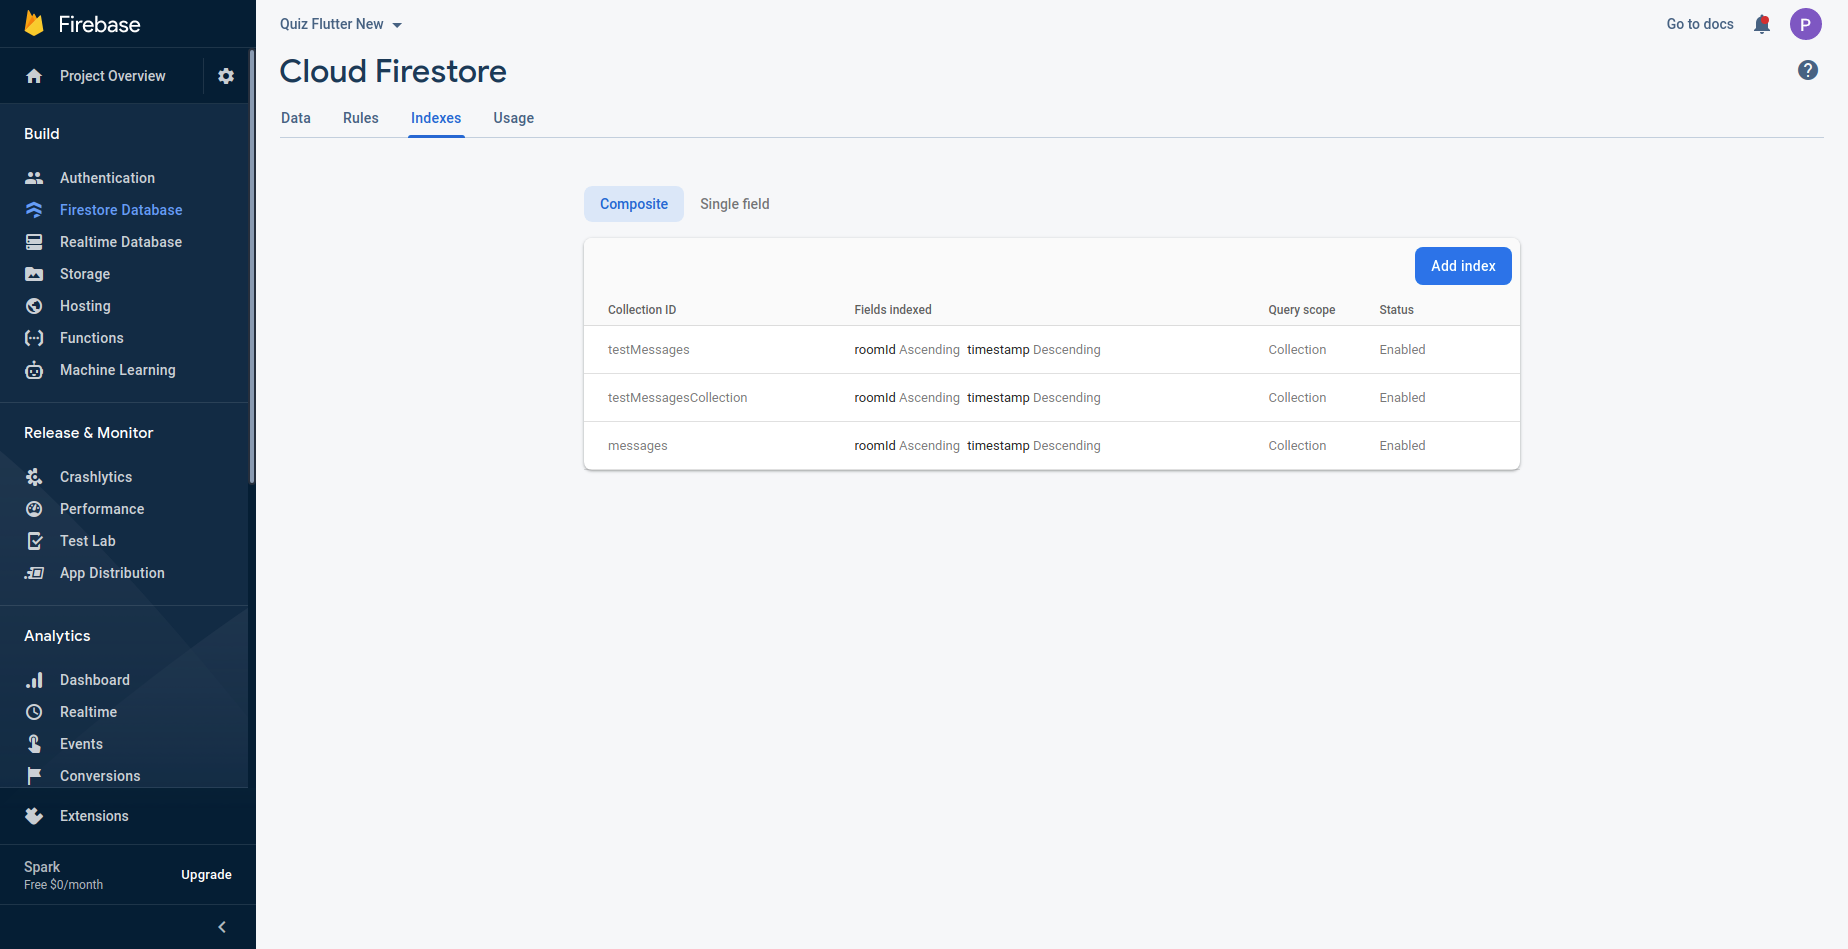 Firebase
Project Overview
Build
Authentication
Firestore Database
Realtime Database
Storage
Hosting
Functions
Machine Learning
Release & Monitor
Crashlytics
Performance
Test Lab
App Distribution
Analytics
Dashboard
Realtime
Events
Conversions
Extensions
Spark
Free $0/month
Upgrade
Quiz Flutter New
Go to docs
P
Cloud Firestore
?
Data Rules Indexes Usage
Composite Single field
Add index
Collection ID Fields indexed Query scope Status
testMessages roomId Ascending timestamp Descending Collection Enabled
testMessagesCollection roomId Ascending timestamp Descending Collection Enabled
messages roomId Ascending timestamp Descending Collection Enabled